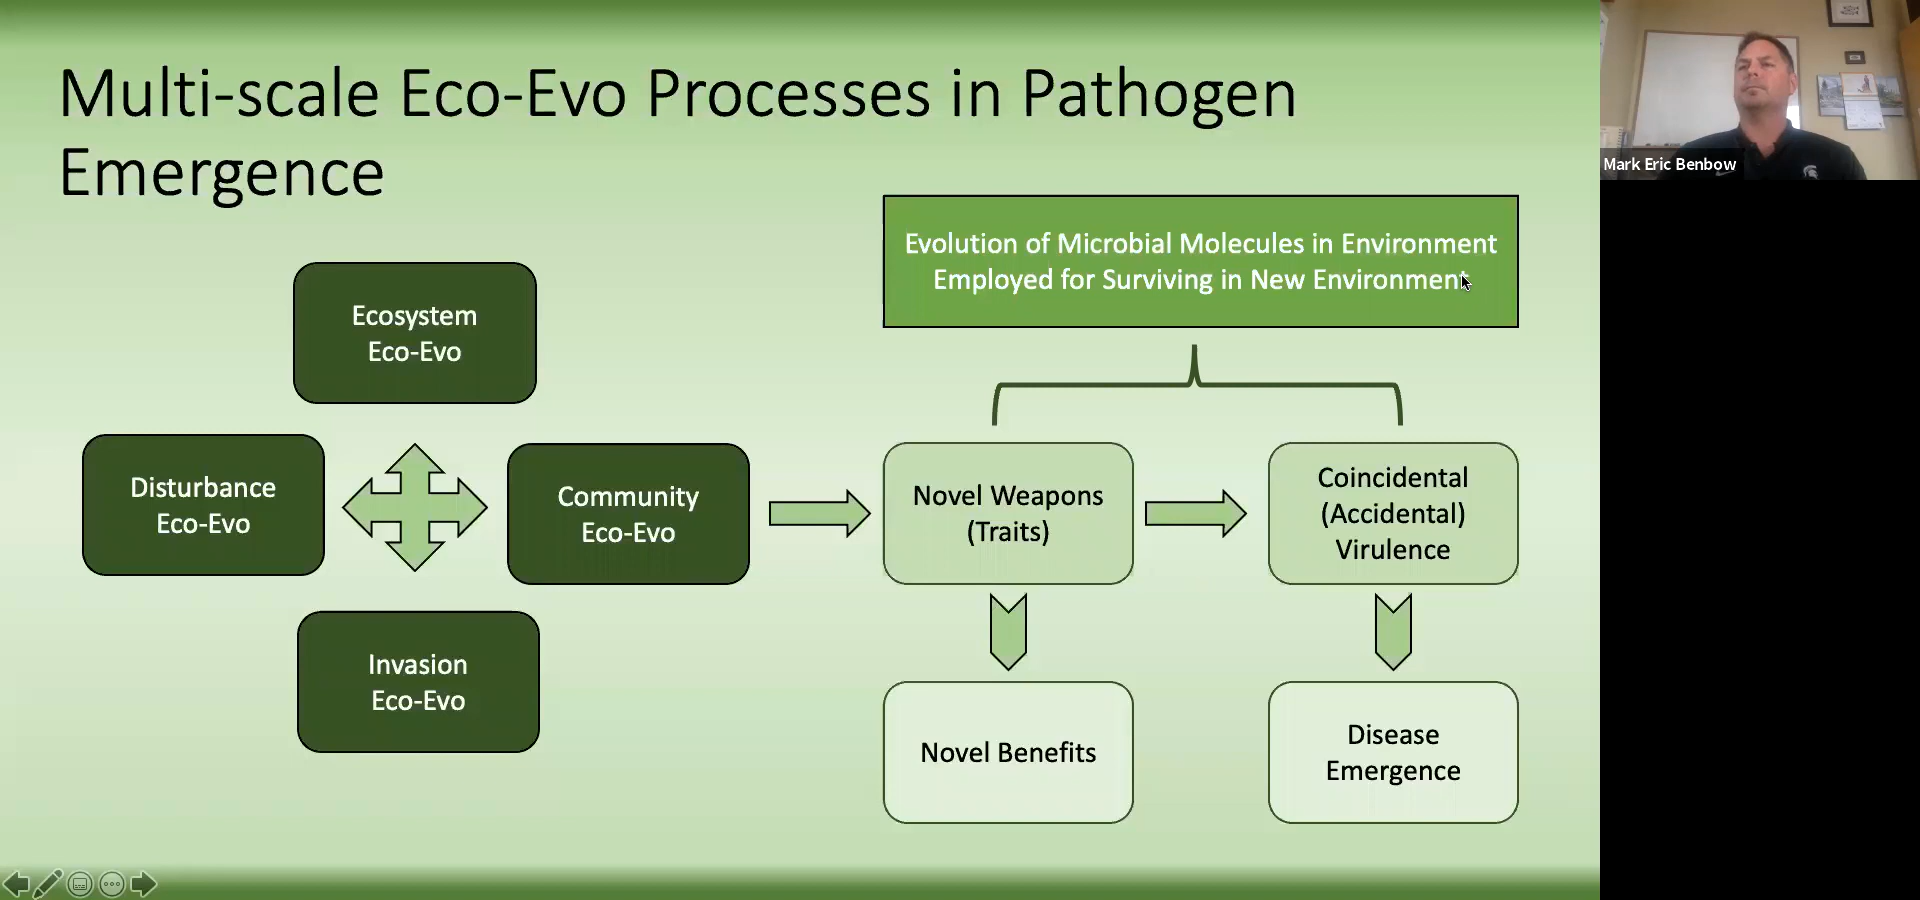 Multi-scale Eco-Evo Processes in Pathogen
Emergence
Mark Eric Benbow
Evolution of Microbial Molecules in Environment
Employed for Surviving in New Environment
Ecosystem
Eco-Evo
Disturbance
Eco-Evo
Community
Eco-Evo
Invasion
Eco-Evo
Novel Weapons
(Traits)
Coincidental
(Accidental)
Virulence
Novel Benefits
Disease
Emergence